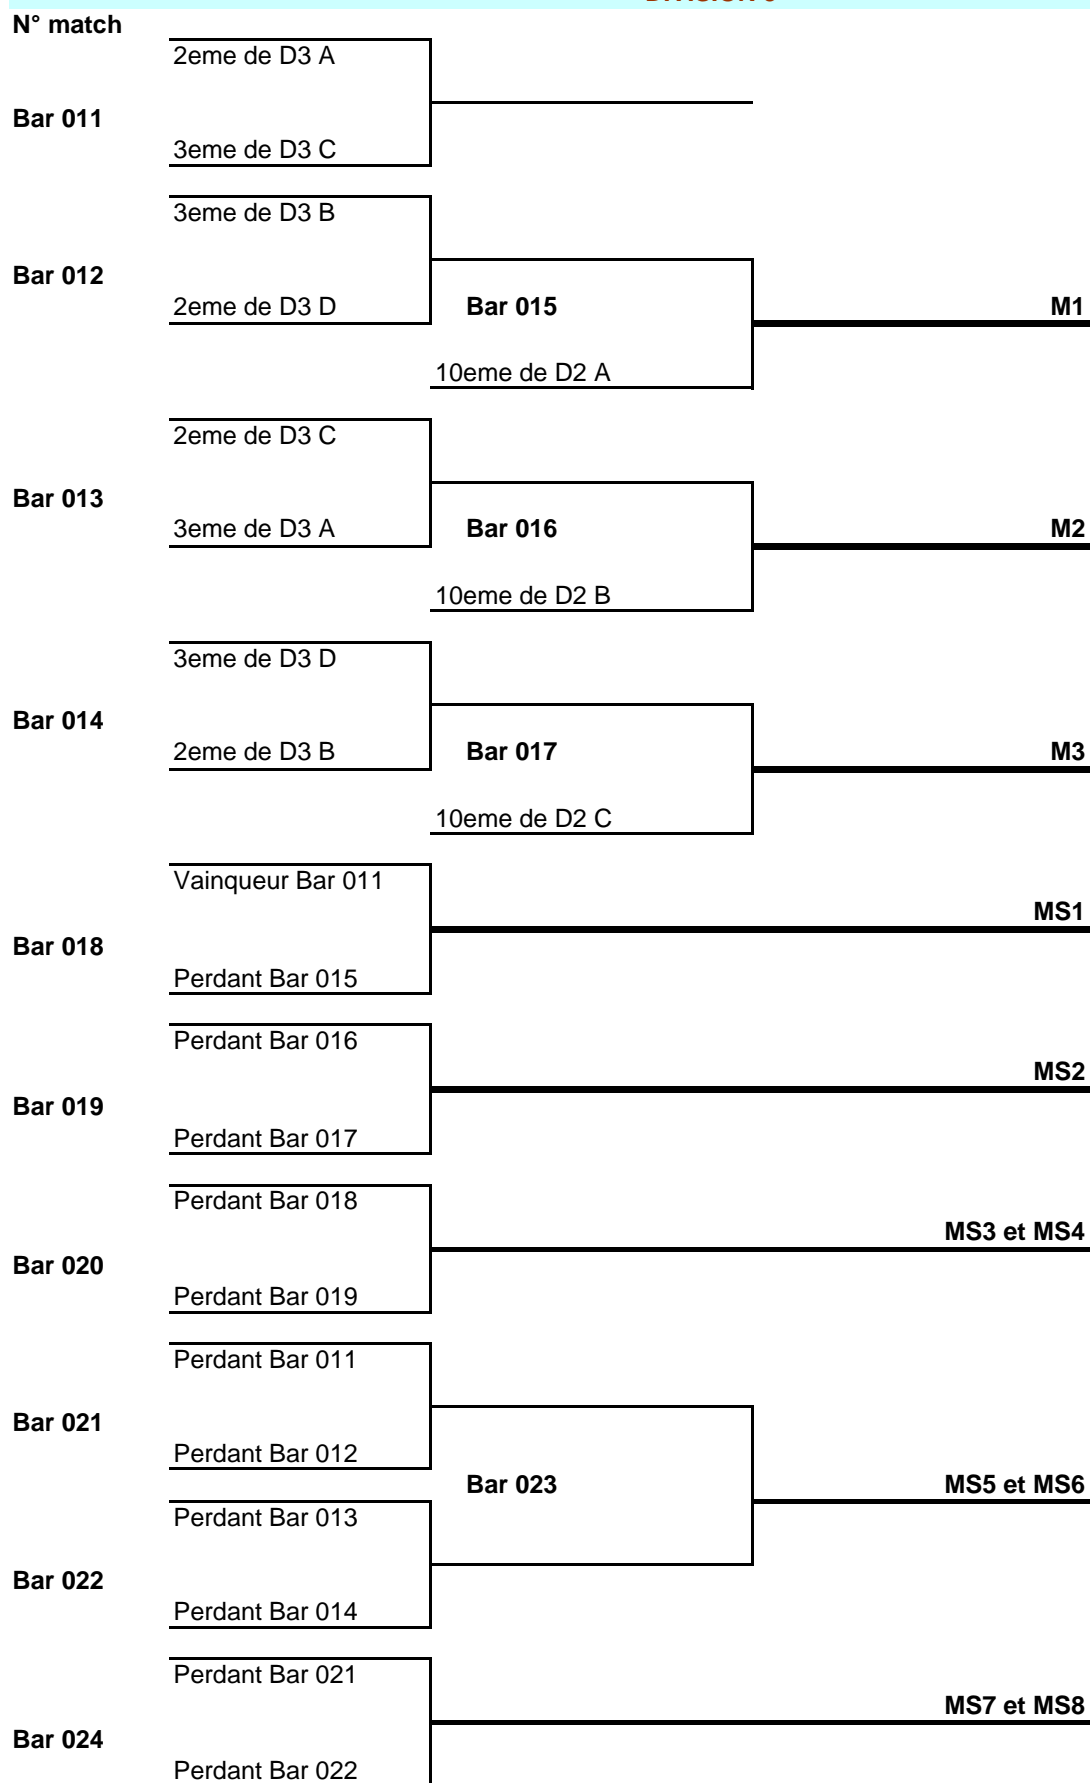 N° match
2eme de D3 A
Bar 011
3eme de D3 C
3eme de D3 B
Bar 012
2eme de D3 D
Bar 015
M1
10eme de D2 A
2eme de D3 C
Bar 013
3eme de D3 A
Bar 016
M2
10eme de D2 B
3eme de D3 D
Bar 014
2eme de D3 B
Bar 017
M3
10eme de D2 C
Vainqueur Bar 011
MS1
Bar 018
Perdant Bar 015
Perdant Bar 016
MS2
Bar 019
Perdant Bar 017
Perdant Bar 018
MS3 et MS4
Bar 020
Perdant Bar 019
Perdant Bar 011
Bar 021
Perdant Bar 012
Bar 023
MS5 et MS6
Perdant Bar 013
Bar 022
Perdant Bar 014
Perdant Bar 021
MS7 et MS8
Bar 024
Perdant Bar 022